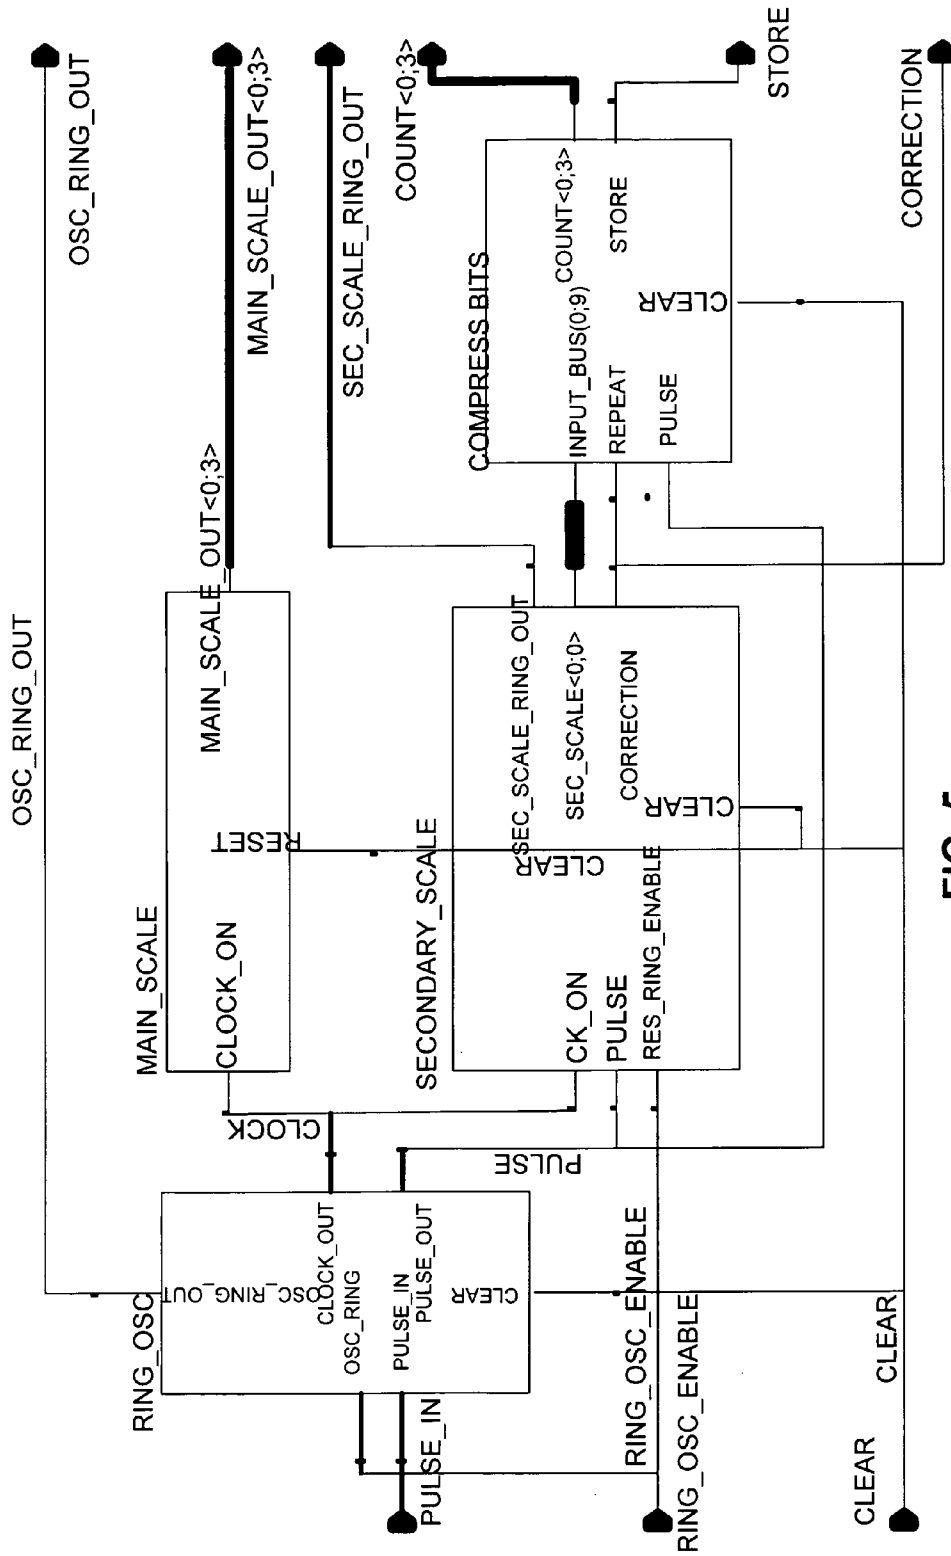 OSC_RING_OUT
OSC_RING_OUT
MAIN_SCALE
CLOCK_ON
RESET
MAIN_SCALE_OUT<0;3>
MAIN_SCALE_OUT<0;3>
RING_OSC
OSC_RING_OUT
CLOCK_OUT
OSC_RING
PULSE_IN
PULSE_OUT
CLEAR
CLOCK
PULSE
PULSE_IN
SECONDARY_SCALE
CK_ON
PULSE
RES_RING_ENABLE
CLEAR
SEC_SCALE_RING_OUT
SEC_SCALE<0;0>
CORRECTION
CLEAR
SEC_SCALE_RING_OUT
COMPRESS BITS
INPUT_BUS(0;9)
COUNT<0;3>
REPEAT
STORE
PULSE
CLEAR
COUNT<0;3>
STORE
RING_OSC_ENABLE
RING_OSC_ENABLE
CLEAR
CLEAR
CORRECTION